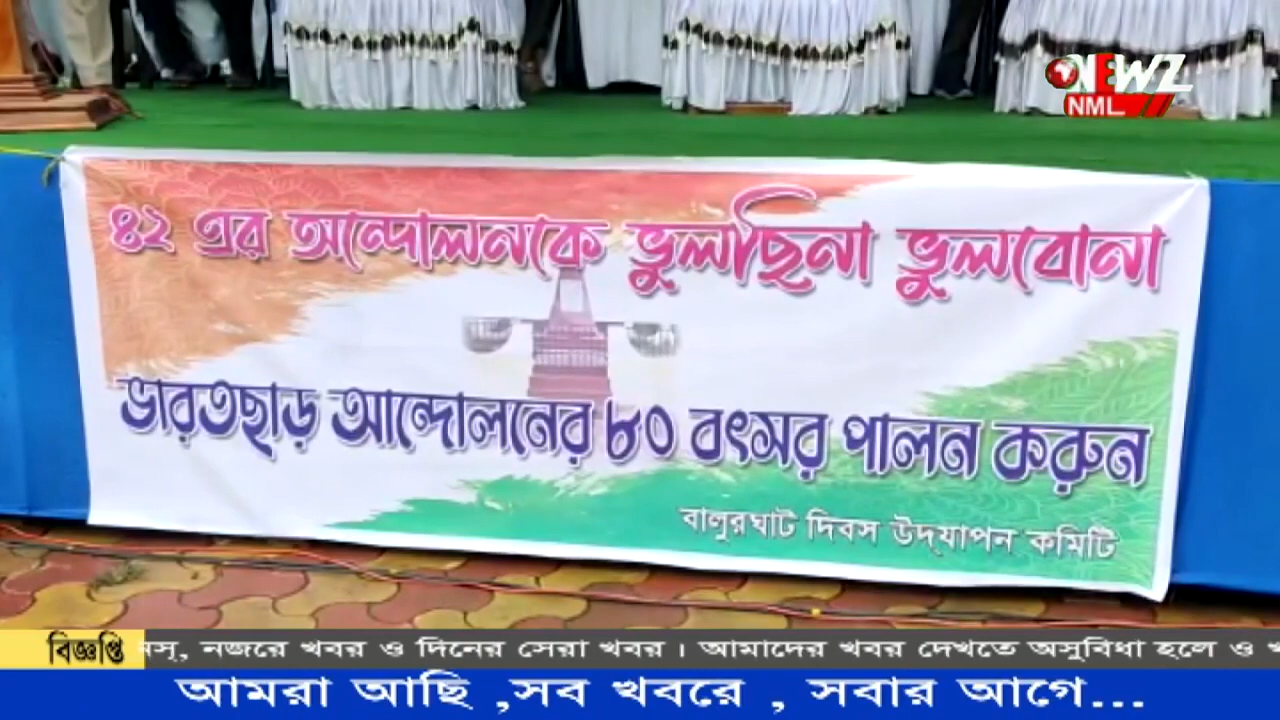 NEWZ
NML
৪২ এর অন্দোলনকে ভুলছিনা ভুলবোনা
ভারতছাড় আন্দোলনের ৮০ বৎসর পালন করুন
বালুরঘাট দিবস উদ্‌যাপন কমিটি
বিজ্ঞপ্তি নজরে খবর ও দিনের সেরা খবর । আমাদের খবর দেখতে অসুবিধা হলে ও
আমরা আছি ,সব খবরে , সবার আগে...